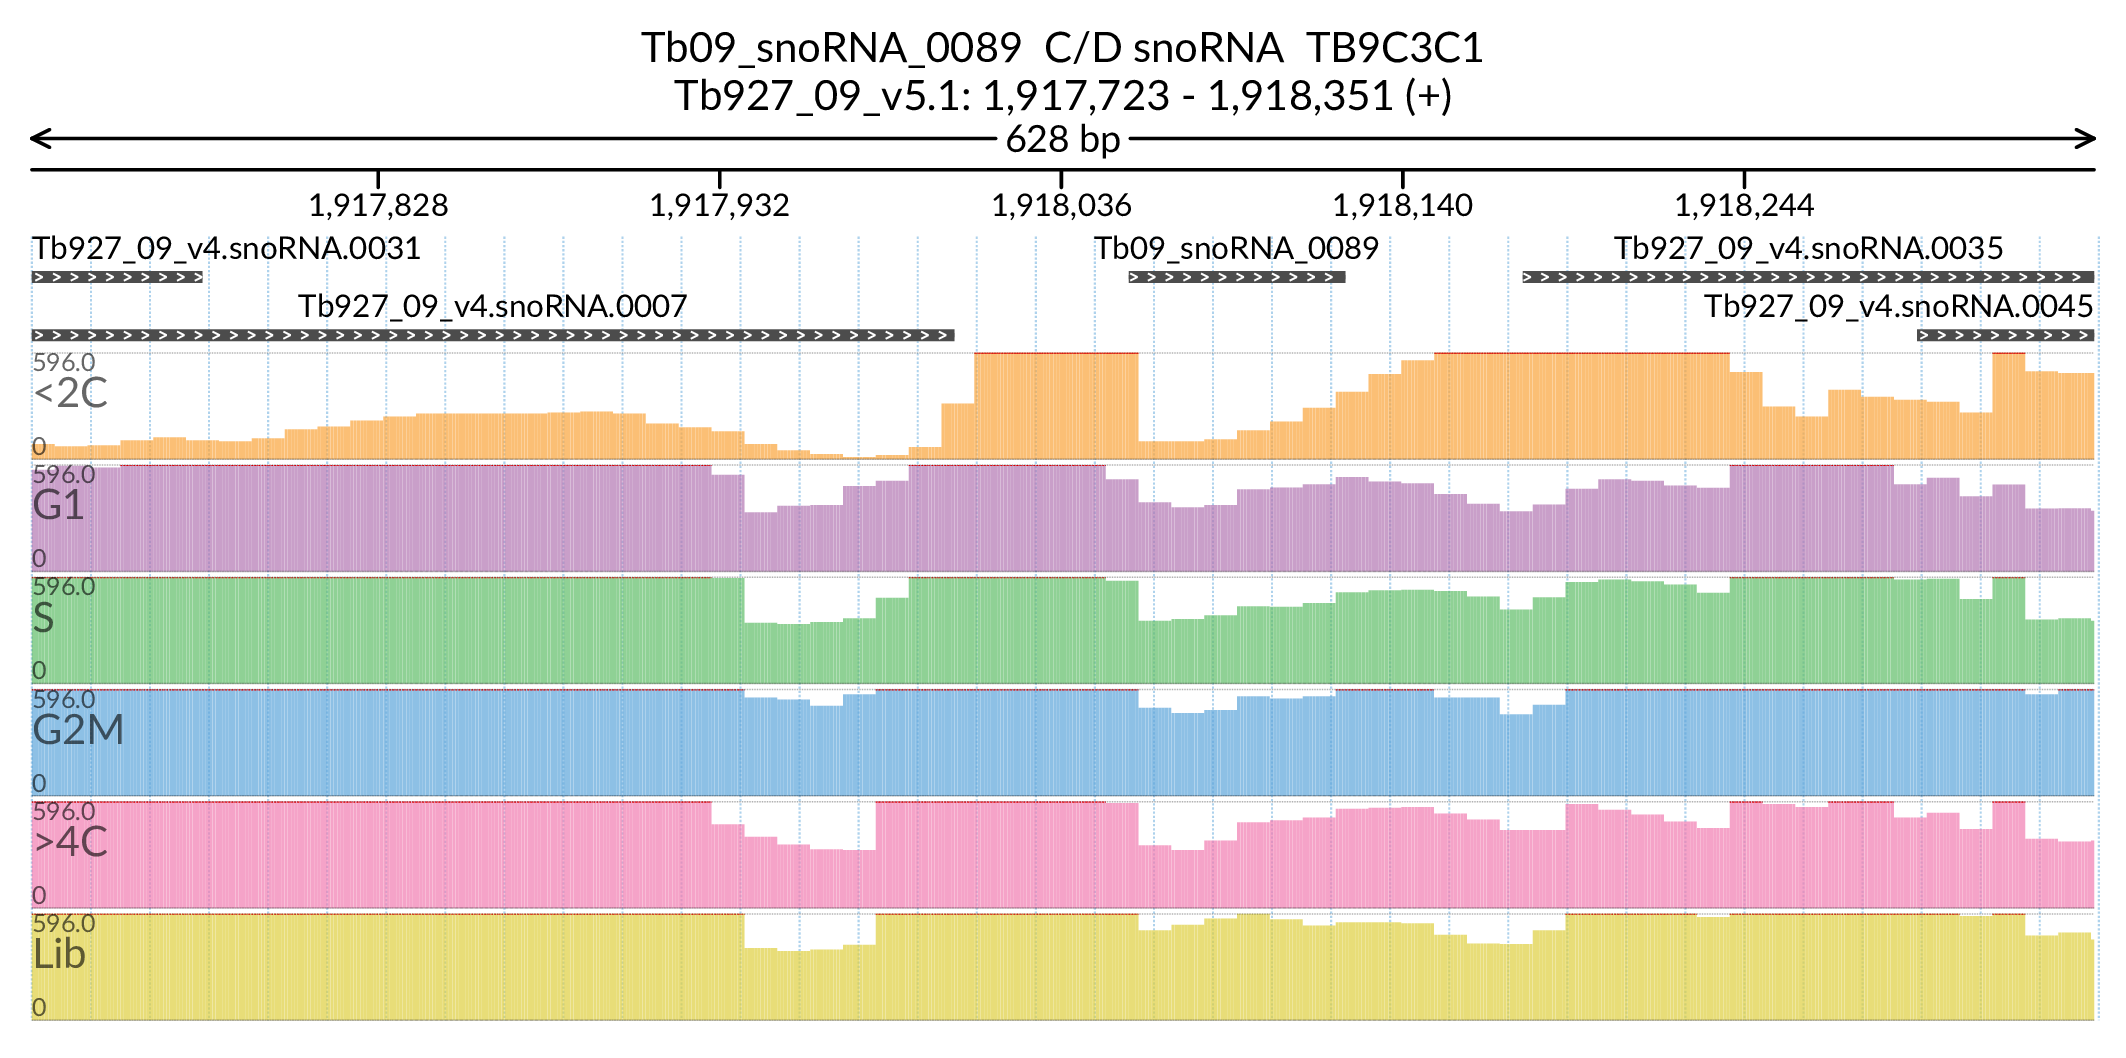 Tb09_snoRNA_0089 C/D snoRNA TB9C3C1
Tb927_09_v5.1: 1,917,723 - 1,918,351 (+)
628 bp
1,917,828 1,917,932 1,918,036 1,918,140 1,918,244
Tb927_09_v4.snoRNA.0031 Tb09_snoRNA_0089 Tb927_09_v4.snoRNA.0035
Tb927_09_v4.snoRNA.0007 Tb927_09_v4.snoRNA.0045
596.0
<2C
0
596.0
G1
0
596.0
S
0
596.0
G2M
0
596.0
>4C
0
596.0
Lib
0